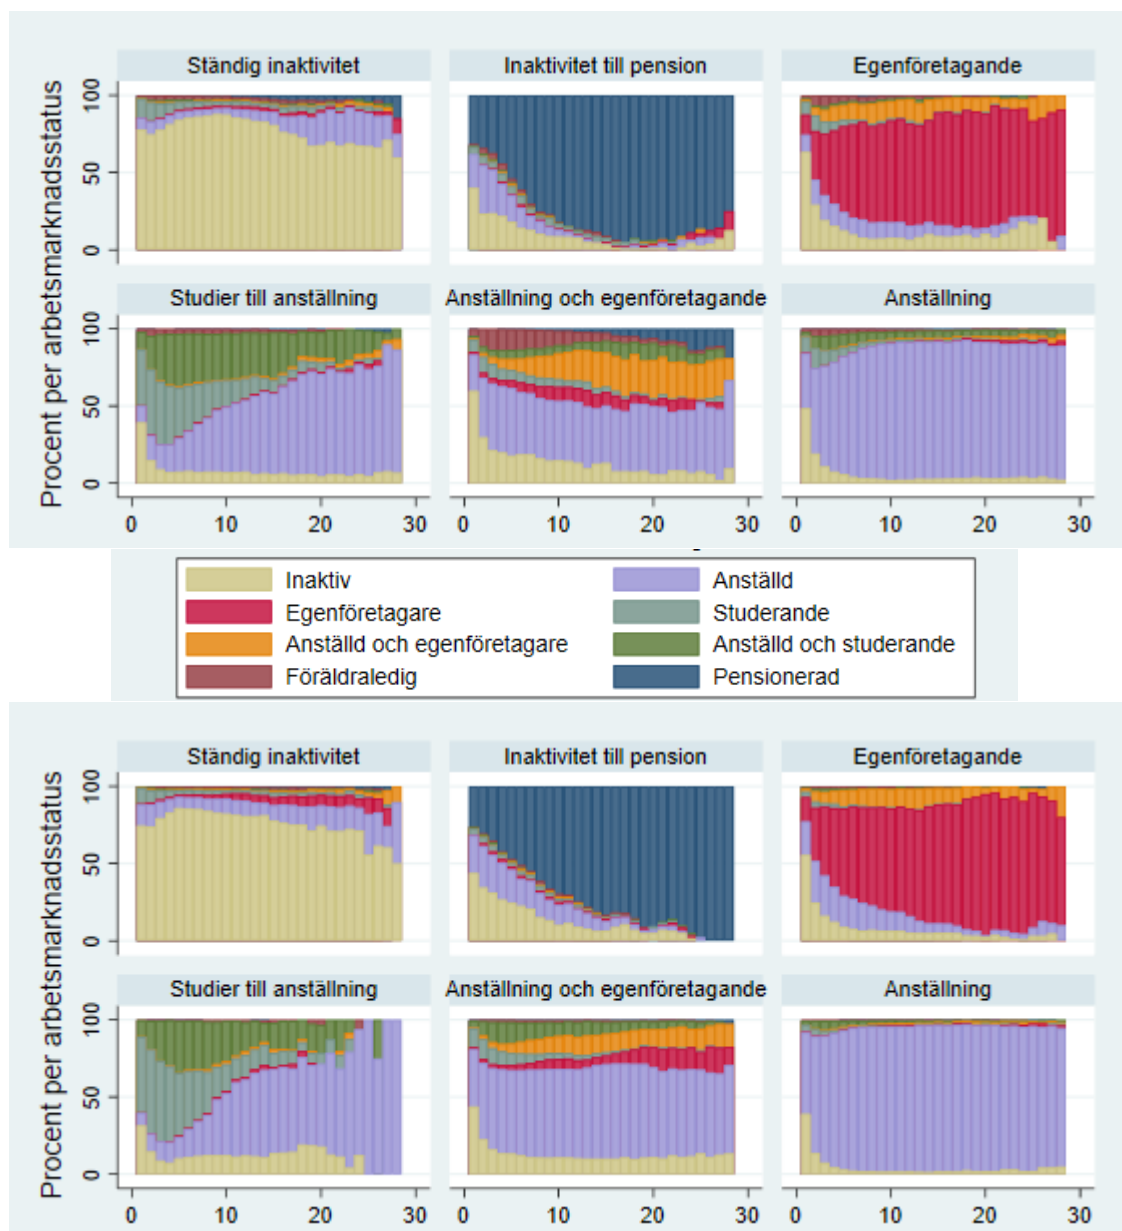 Ständig inaktivitet
Inaktivitet till pension
Egenföretagande
Procent per arbetsmarknadsstatus
100
50
0
Studier till anställning
Anställning och egenföretagande
Anställning
100
50
0
0 10 20 30
0 10 20 30
0 10 20 30
Inaktiv
Anställd
Egenföretagare
Studerande
Anställd och egenföretagare
Anställd och studerande
Föräldraledig
Pensionerad
Ständig inaktivitet
Inaktivitet till pension
Egenföretagande
Procent per arbetsmarknadsstatus
100
50
0
Studier till anställning
Anställning och egenföretagande
Anställning
100
50
0
0 10 20 30
0 10 20 30
0 10 20 30